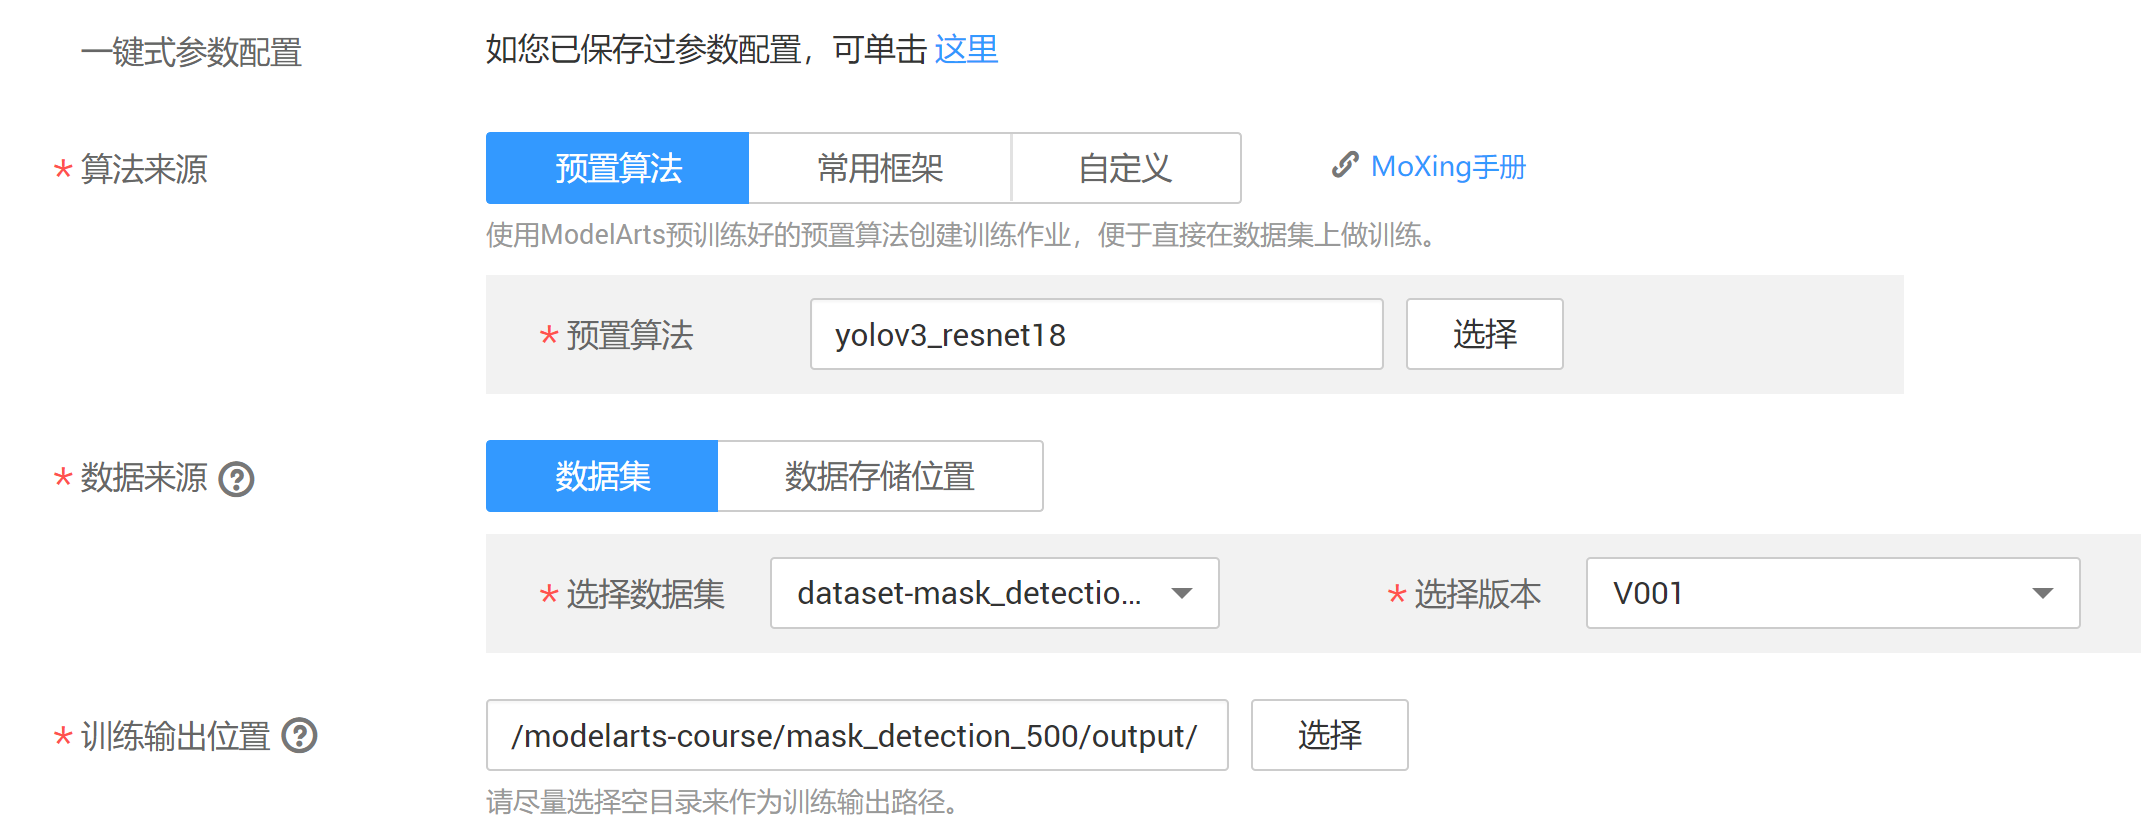 一键式参数配置 如您已保存过参数配置，可单击 这里
* 算法来源 预置算法 常用框架 自定义 MoXing手册
使用ModelArts预训练好的预置算法创建训练作业，便于直接在数据集上做训练。
* 预置算法 yolov3_resnet18 选择
* 数据来源 ? 数据集 数据存储位置
* 选择数据集 dataset-mask_detectio... * 选择版本 V001
* 训练输出位置 ? /modelarts-course/mask_detection_500/output/ 选择
请尽量选择空目录来作为训练输出路径。